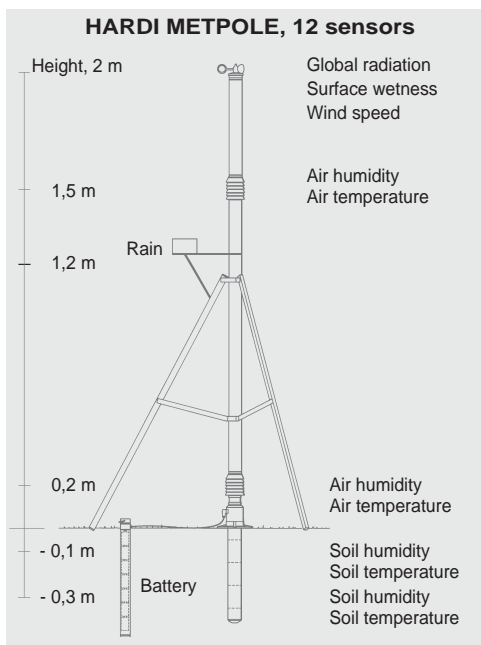 HARDI METPOLE, 12 sensors
Height, 2 m
Global radiation
Surface wetness
Wind speed
1,5 m
Air humidity
Air temperature
Rain
1,2 m
0,2 m
Air humidity
Air temperature
- 0,1 m
Soil humidity
Soil temperature
Battery
- 0,3 m
Soil humidity
Soil temperature